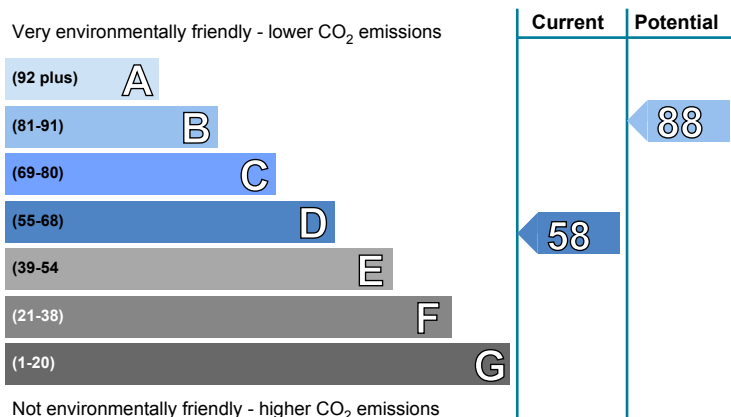 Current Potential
Very environmentally friendly - lower CO2 emissions
(92 plus) A
(81-91) B
88
(69-80) C
(55-68) D
58
(39-54 E
(21-38) F
(1-20) G
Not environmentally friendly - higher CO2 emissions